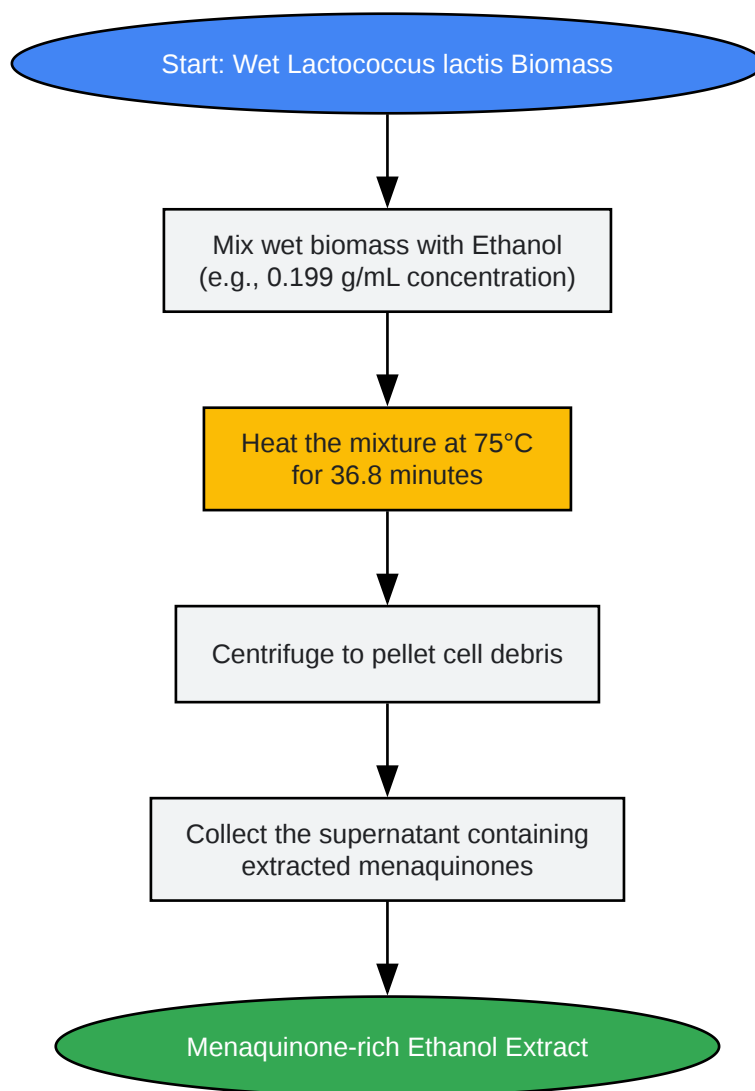 Start: Wet Lactococcus lactis Biomass
Mix wet biomass with Ethanol
(e.g., 0.199 g/mL concentration)
Heat the mixture at 75°C
for 36.8 minutes
Centrifuge to pellet cell debris
Collect the supernatant containing
extracted menaquinones
Menaquinone-rich Ethanol Extract